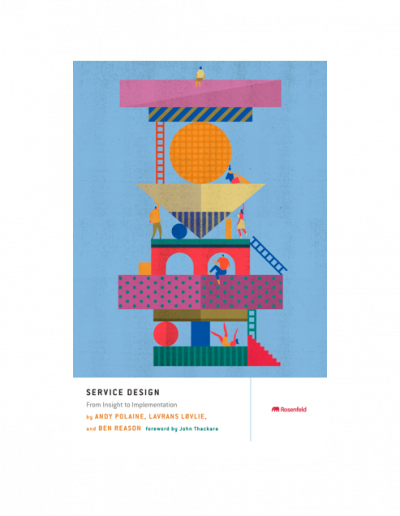 SERVICE DESIGN
From Insight to Implementation
by ANDY POLAINE, LAVRANS LØVLIE,
and BEN REASON foreword by John Thackara
Rosenfeld